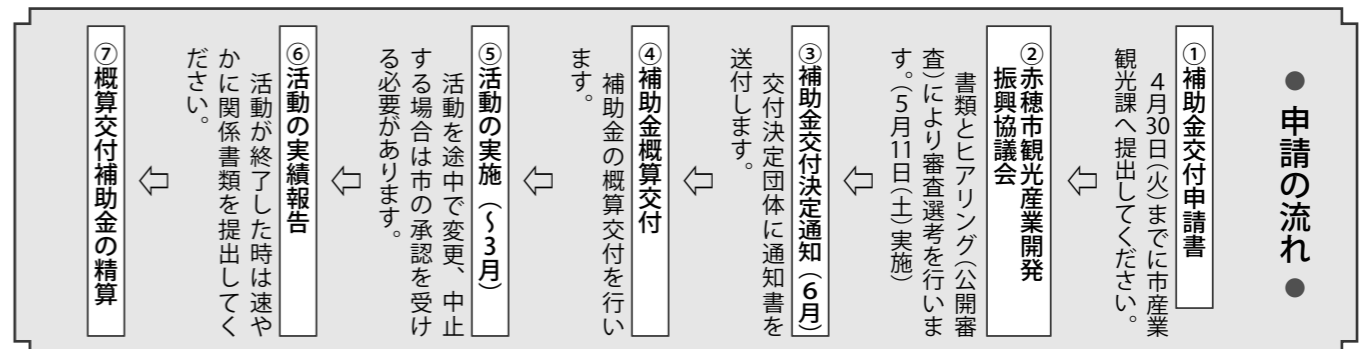 ● 申請の流れ ●
①補助金交付申請書
４月30日（火）までに市産業
観光課へ提出してください。
⇦
②赤穂市観光産業開発
振興協議会
書類とヒアリング（公開審
査）により審査選考を行いま
す。（５月11日（土）実施）
⇦
③補助金交付決定通知（６月）
交付決定団体に通知書を
送付します。
⇦
④補助金概算交付
補助金の概算交付を行い
ます。
⇦
⑤活動の実施（～３月）
活動を途中で変更、中止
する場合は市の承認を受け
る必要があります。
⇦
⑥活動の実績報告
活動が終了した時は速や
かに関係書類を提出してく
ださい。
⇦
⑦概算交付補助金の精算